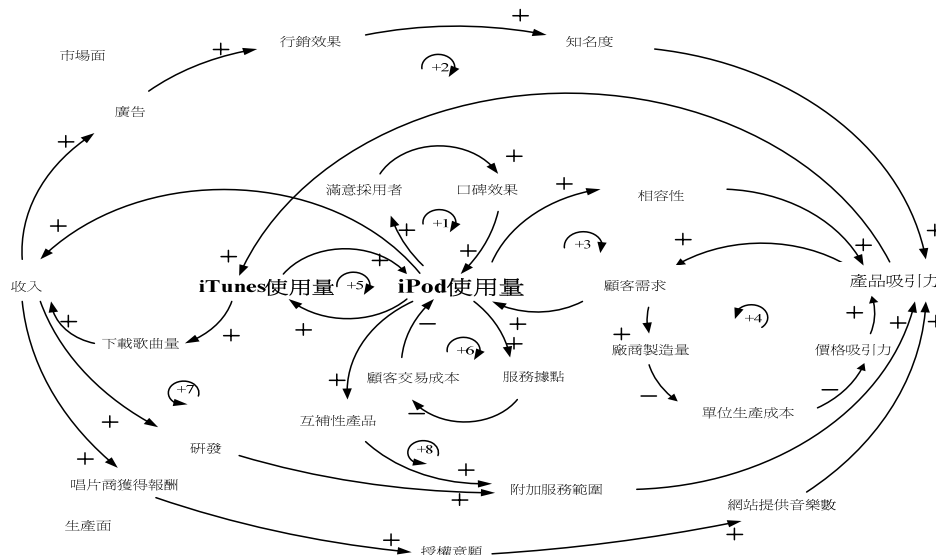 市場面
行銷效果
知名度
+
+
+2
廣告
+
+
滿意採用者
口碑效果
+
相容性
+
+1
+
+
+3
+
+
+
+
收入
iTunes使用量
+5
+
iPod使用量
顧客需求
產品吸引力
+
+
下載歌曲量
+
+
−
+6
+
+
+
廠商製造量
+4
價格吸引力
+
+
+
+7
+
顧客交易成本
−
服務據點
−
單位生產成本
−
互補性產品
+
研發
+8
+
+
唱片商獲得報酬
+
附加服務範圍
網站提供音樂數
+
生產面
+
授權意願